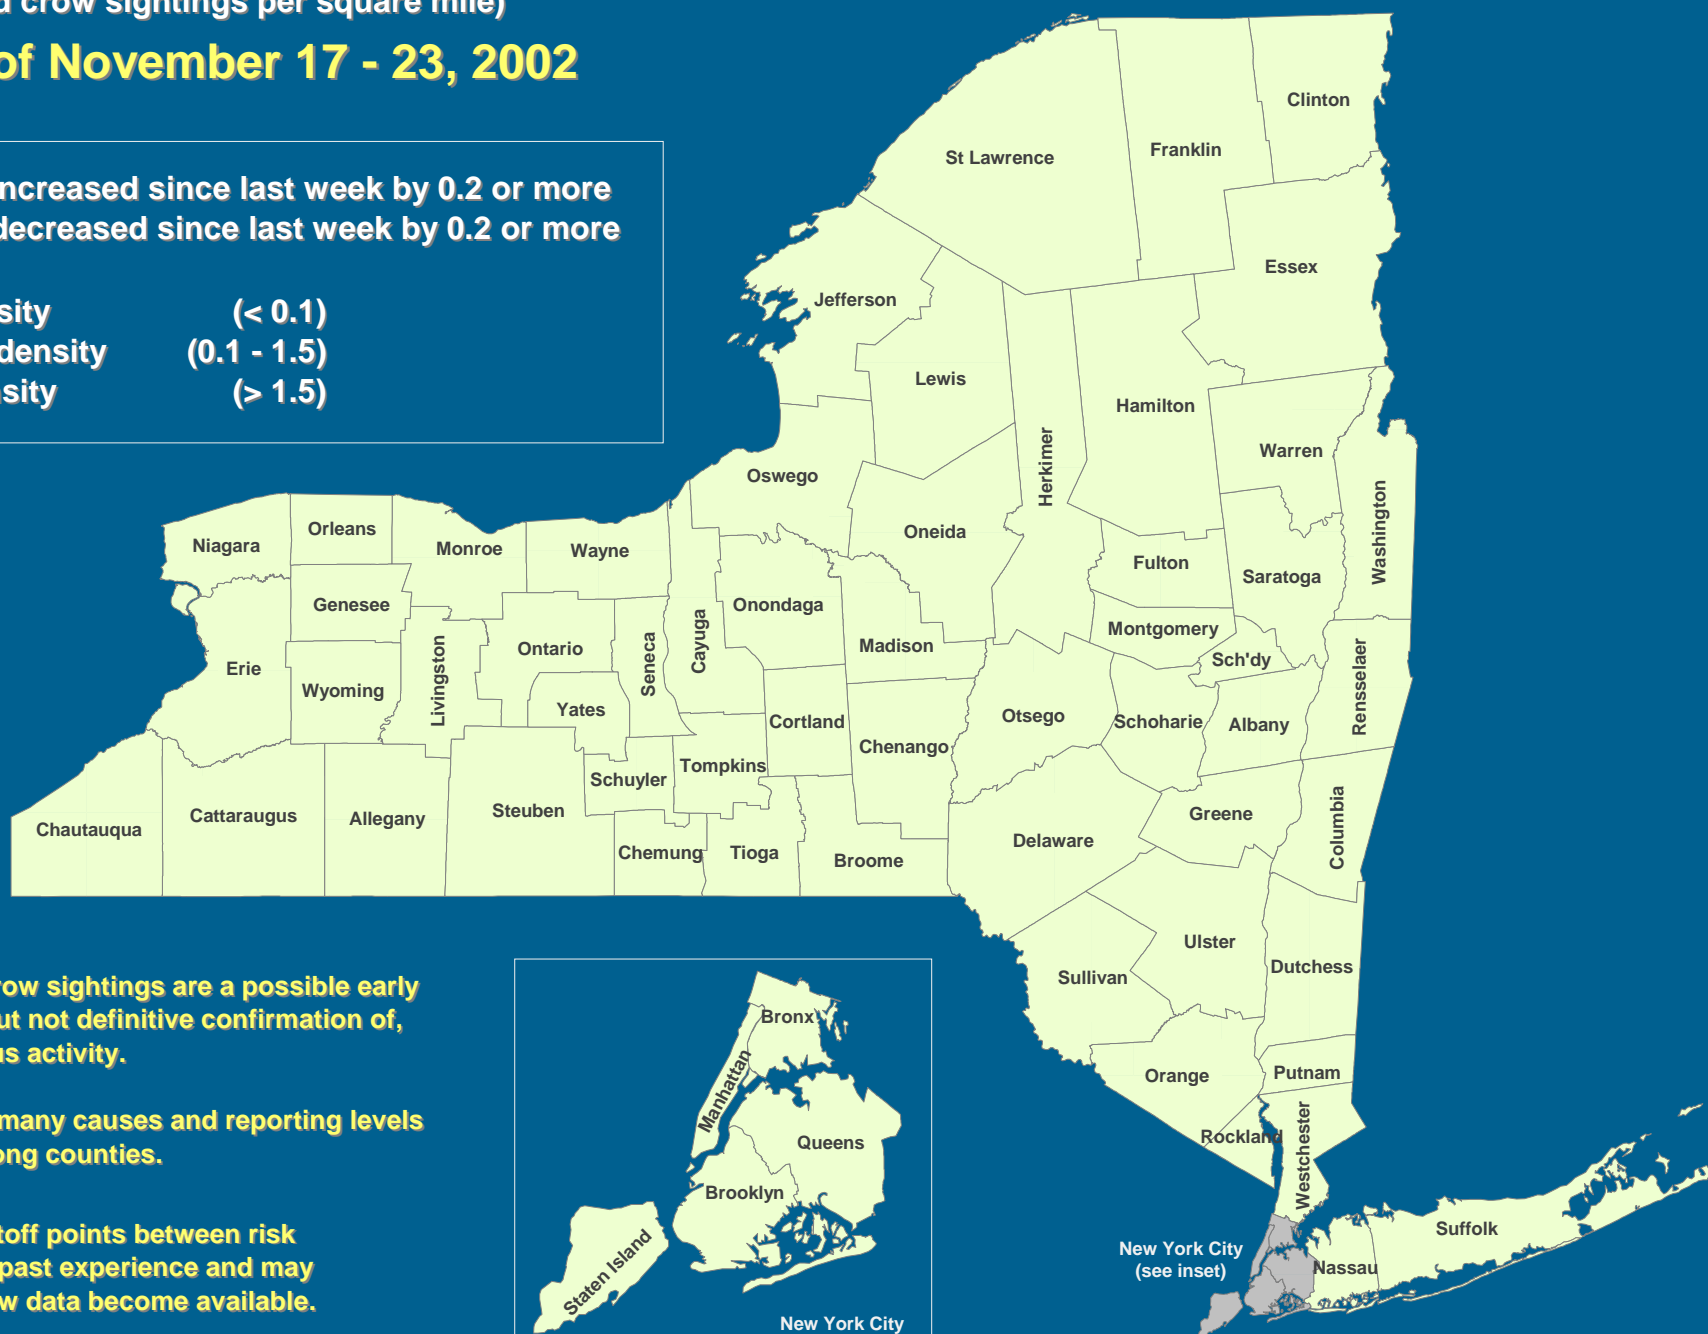 d crow sightings per square mile)
of November 17 - 23, 2002
ncreased since last week by 0.2 or more
decreased since last week by 0.2 or more
sity (< 0.1)
density (0.1 - 1.5)
sity (> 1.5)
Clinton
Franklin
St Lawrence
Essex
Jefferson
Lewis
Hamilton
Herkimer
Warren
Washington
Oswego
Oneida
Fulton
Saratoga
Niagara
Orleans
Monroe
Wayne
Genesee
Onondaga
Cayuga
Montgomery
Madison
Ontario
Seneca
Livingston
Erie
Wyoming
Yates
Sch'dy
Rensselaer
Otsego
Schoharie
Albany
Cortland
Chenango
Tompkins
Schuyler
Steuben
Cattaraugus
Allegany
Chautauqua
Chemung
Tioga
Broome
Delaware
Greene
Columbia
Ulster
Sullivan
Dutchess
Orange
Putnam
Rockland
Westchester
Suffolk
Nassau
New York City
(see inset)
row sightings are a possible early
ut not definitive confirmation of,
us activity.
many causes and reporting levels
ong counties.
toff points between risk
past experience and may
w data become available.
Bronx
Manhattan
Queens
Brooklyn
Staten Island
New York City